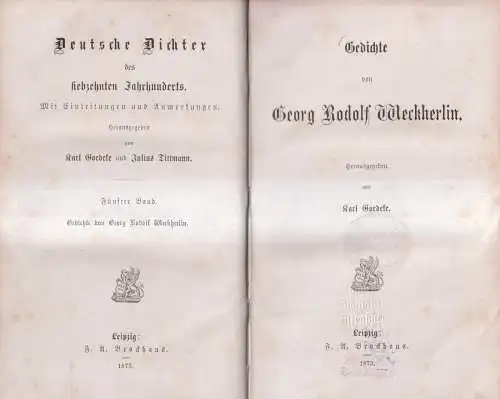 Deutsche Dichter
des
siebzehnten Jahrhunderts.
Mit Einleitungen und Anmerkungen.
Herausgegeben
von
Karl Goedeke und Julius Tittmann.
Fünfter Band.
Gedichte von Georg Rodolf Weckherlin.
Leipzig:
F. A. Brockhaus.
1873.
Gedichte
von
Georg Rodolf Weckherlin.
Herausgegeben
von
Karl Goedeke.
Leipzig:
F. A. Brockhaus.
1873.